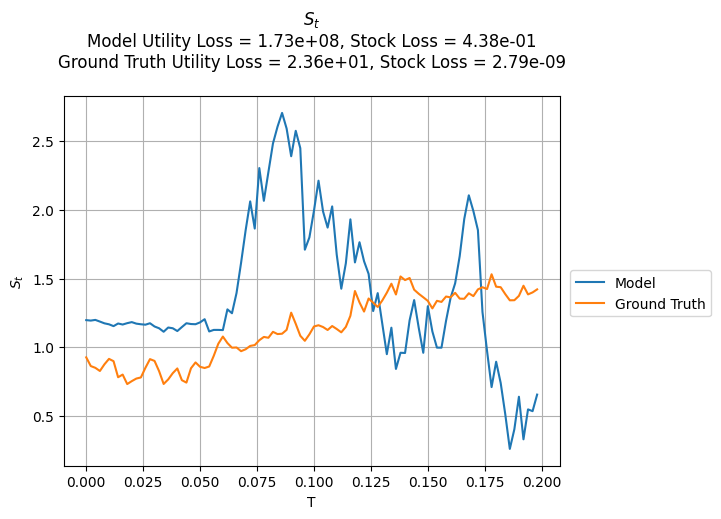 S_t
Model Utility Loss = 1.73e+08, Stock Loss = 4.38e-01
Ground Truth Utility Loss = 2.36e+01, Stock Loss = 2.79e-09
2.5
2.0
1.5
1.0
0.5
S_t
0.000 0.025 0.050 0.075 0.100 0.125 0.150 0.175 0.200
T
Model
Ground Truth